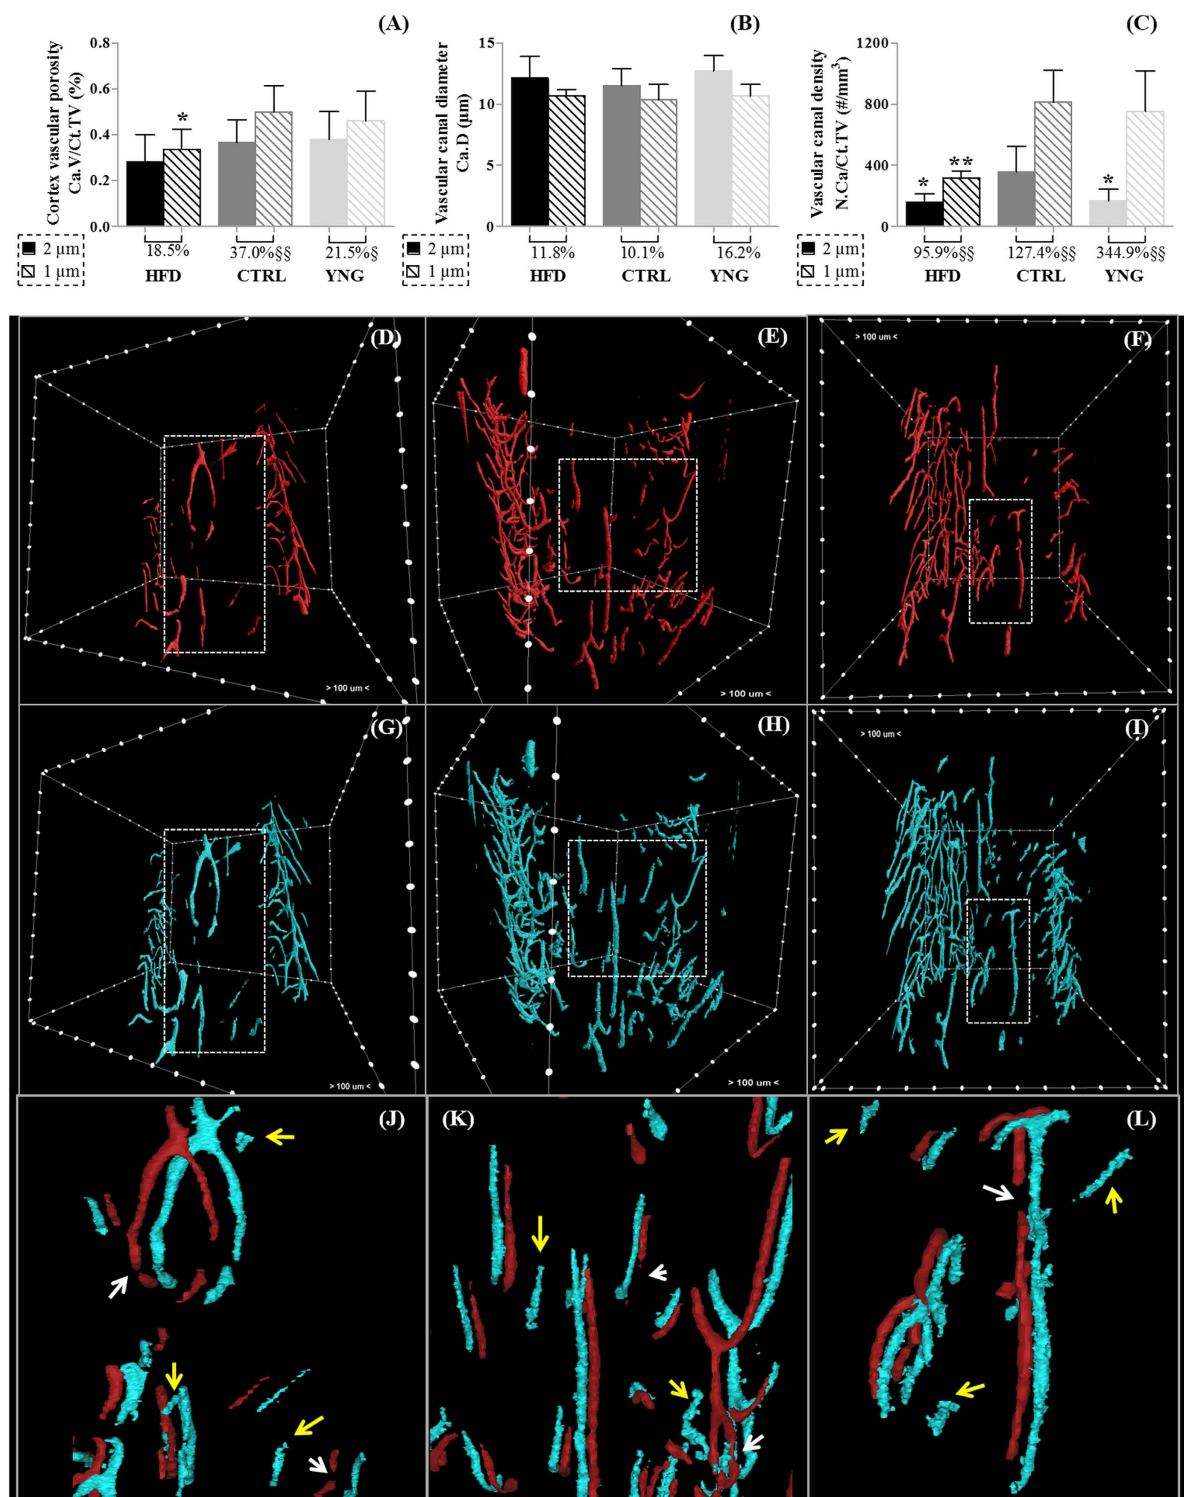 (A)
Cortex vascular porosity
Ca.V/Ct.TV (%)
0.8
0.6
0.4
0.2
0.0
*
18.5%
37.0%§§
21.5%§
HFD
CTRL
YNG
2 µm
1 µm
(B)
Vascular canal diameter
Ca.D (µm)
15
10
5
0
11.8%
10.1%
16.2%
HFD
CTRL
YNG
2 µm
1 µm
(C)
Vascular canal density
N.Ca/Ct.TV (#/mm³)
1200
800
400
0
*
**
*
95.9%§§
127.4%§§
344.9%§§
HFD
CTRL
YNG
2 µm
1 µm
(D)
> 100 um <
(E)
> 100 um <
(F)
> 100 um <
(G)
> 100 um <
(H)
> 100 um <
(I)
> 100 um <
(J)
(K)
(L)